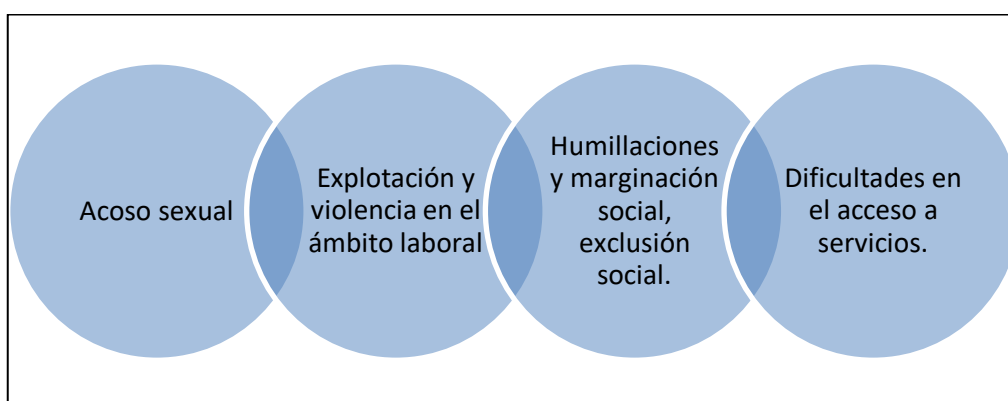 Acoso sexual
Explotación y
violencia en el
ámbito laboral
Humillaciones
y marginación
social,
exclusión
social.
Dificultades en
el acceso a
servicios.